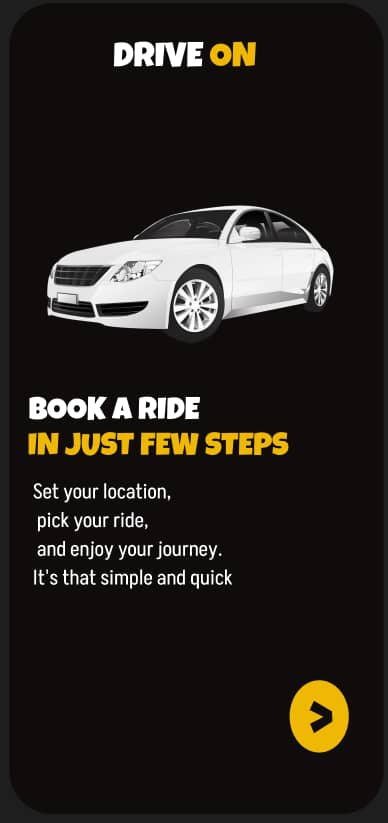 DRIVE ON
BOOK A RIDE
IN JUST FEW STEPS
Set your location,
pick your ride,
and enjoy your journey.
It's that simple and quick
>